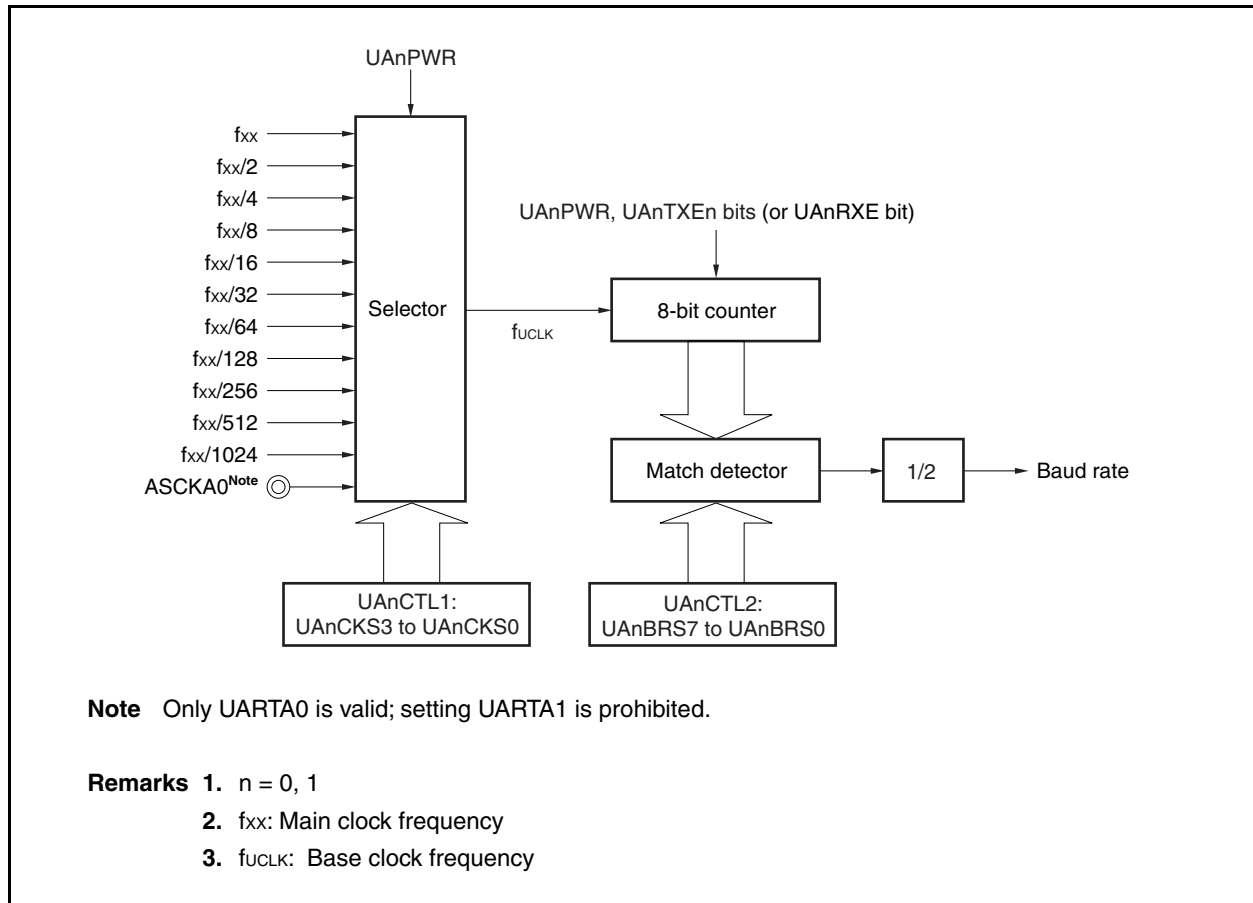 UAnPWR
fxx
fxx/2
fxx/4
fxx/8
fxx/16
fxx/32
fxx/64
fxx/128
fxx/256
fxx/512
fxx/1024
ASCKA0Note
Selector
fUCLK
UAnPWR, UAnTXEn bits (or UAnRXE bit)
8-bit counter
Match detector
1/2
Baud rate
UAnCTL1:
UAnCKS3 to UAnCKS0
UAnCTL2:
UAnBRS7 to UAnBRS0
Note Only UARTA0 is valid; setting UARTA1 is prohibited.
Remarks 1. n = 0, 1
2. fxx: Main clock frequency
3. fUCLK: Base clock frequency